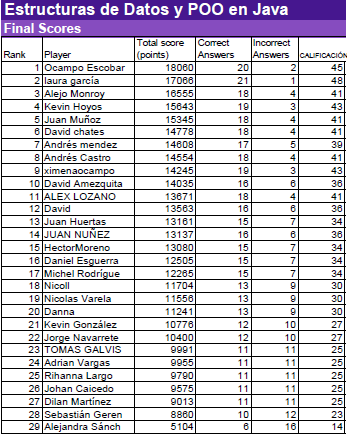 Estructuras de Datos y POO en Java
Final Scores
Rank Player Total score (points) Correct Answers Incorrect Answers CALIFICACIÓN
1 Ocampo Escobar 18060 20 2 45
2 laura garcía 17066 21 1 48
3 Alejo Monroy 16555 18 4 41
4 Kevin Hoyos 15643 19 3 43
5 Juan Muñoz 15345 18 4 41
6 David chates 14778 18 4 41
7 Andrés mendez 14608 17 5 39
8 Andrés Castro 14554 18 4 41
9 ximenaocampo 14245 19 3 43
10 David Amezquita 14035 16 6 36
11 ALEX LOZANO 13671 18 4 41
12 David 13563 16 6 36
13 Juan Huertas 13161 15 7 34
14 JUAN NUÑEZ 13137 16 6 36
15 HectorMoreno 13080 15 7 34
16 Daniel Esguerra 12505 15 7 34
17 Michel Rodrígue 12265 15 7 34
18 Nicoll 11704 13 9 30
19 Nicolas Varela 11556 13 9 30
20 Danna 11241 13 9 30
21 Kevin González 10776 12 10 27
22 Jorge Navarrete 10400 12 10 27
23 TOMAS GALVIS 9991 11 11 25
24 Adrian Vargas 9955 11 11 25
25 Rihanna Largo 9790 11 11 25
26 Johan Caicedo 9575 11 11 25
27 Dilan Martínez 9013 11 11 25
28 Sebastián Geren 8860 10 12 23
29 Alejandra Sánch 5104 6 16 14